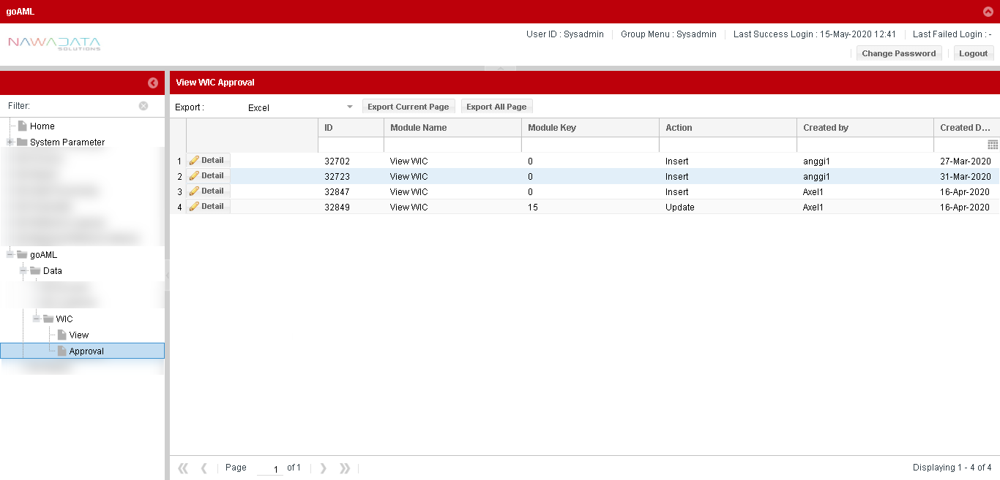 goAML
NAWADATA
SOLUTIONS
User ID : Sysadmin
Group Menu : Sysadmin
Last Success Login : 15-May-2020 12:41
Last Failed Login : -
Change Password
Logout
Filter:
Home
System Parameter
goAML
Data
WIC
View
Approval
View WIC Approval
Export : Excel Export Current Page Export All Page
ID Module Name Module Key Action Created by Created D...
1 Detail 32702 View WIC 0 Insert anggi1 27-Mar-2020
2 Detail 32723 View WIC 0 Insert anggi1 31-Mar-2020
3 Detail 32847 View WIC 0 Insert Axel1 16-Apr-2020
4 Detail 32849 View WIC 15 Update Axel1 16-Apr-2020
Page 1 of 1
Displaying 1 - 4 of 4